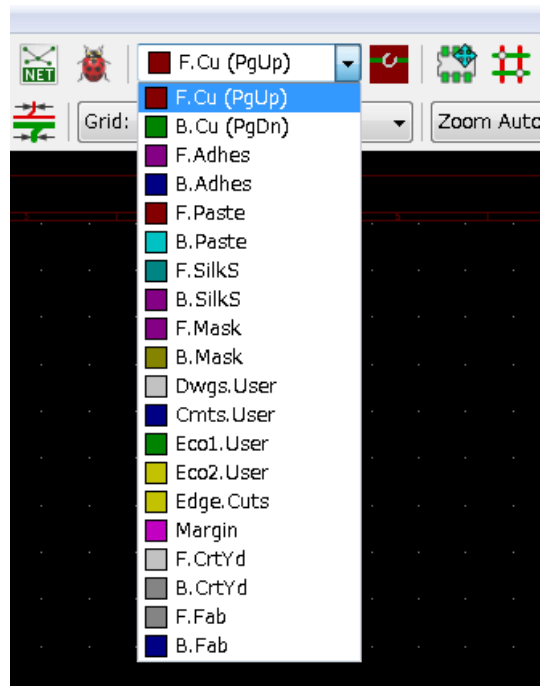 NET
F.Cu (PgUp)
F.Cu (PgUp)
Grid:
B.Cu (PgDn)
Zoom Auto
F.Adhes
B.Adhes
F.Paste
B.Paste
F.SilkS
B.SilkS
F.Mask
B.Mask
Dwgs.User
Cmts.User
Eco1.User
Eco2.User
Edge.Cuts
Margin
F.CrtYd
B.CrtYd
F.Fab
B.Fab